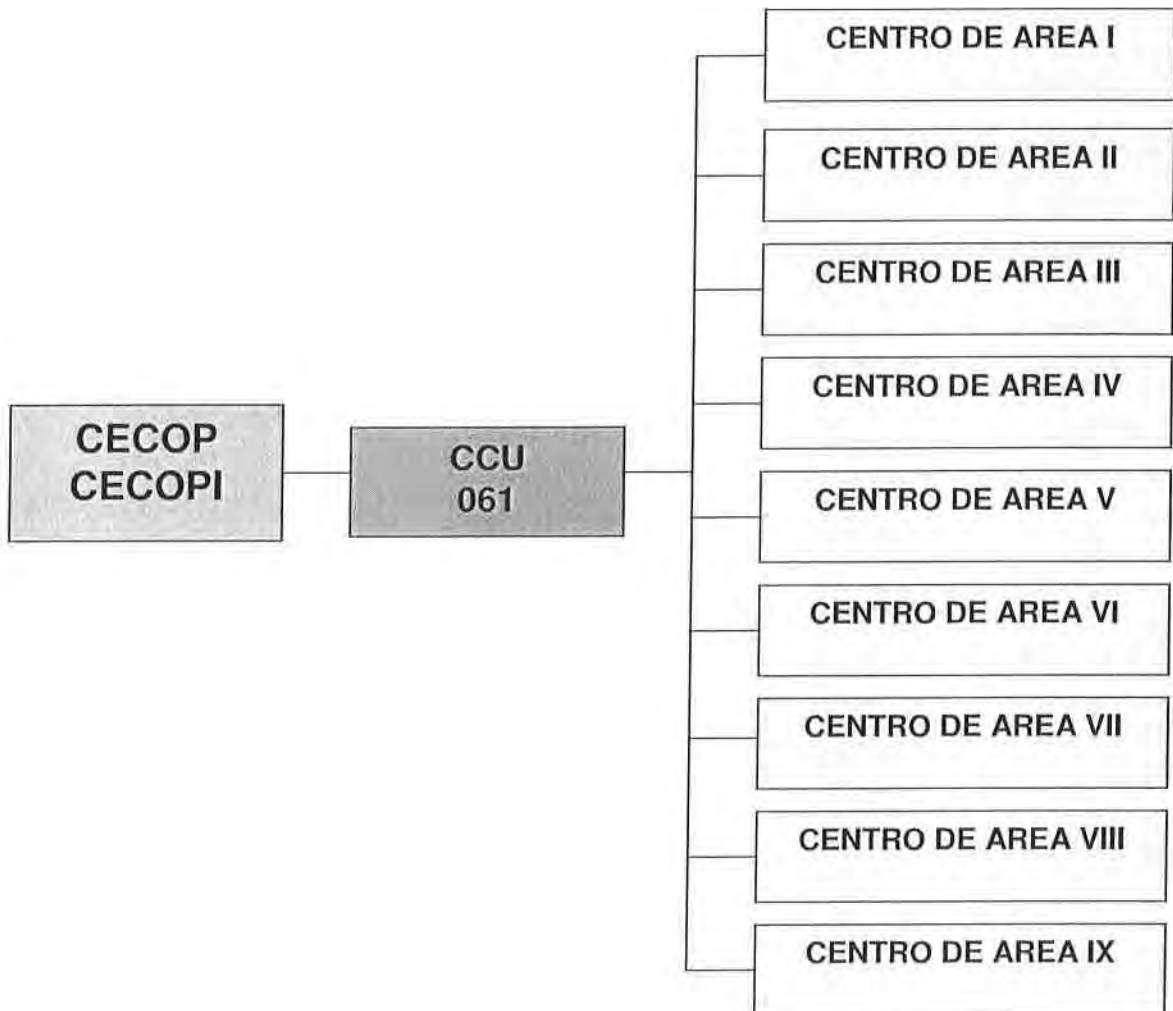 CECOP
CECOPI
CCU
061
CENTRO DE AREA I
CENTRO DE AREA II
CENTRO DE AREA III
CENTRO DE AREA IV
CENTRO DE AREA V
CENTRO DE AREA VI
CENTRO DE AREA VII
CENTRO DE AREA VIII
CENTRO DE AREA IX